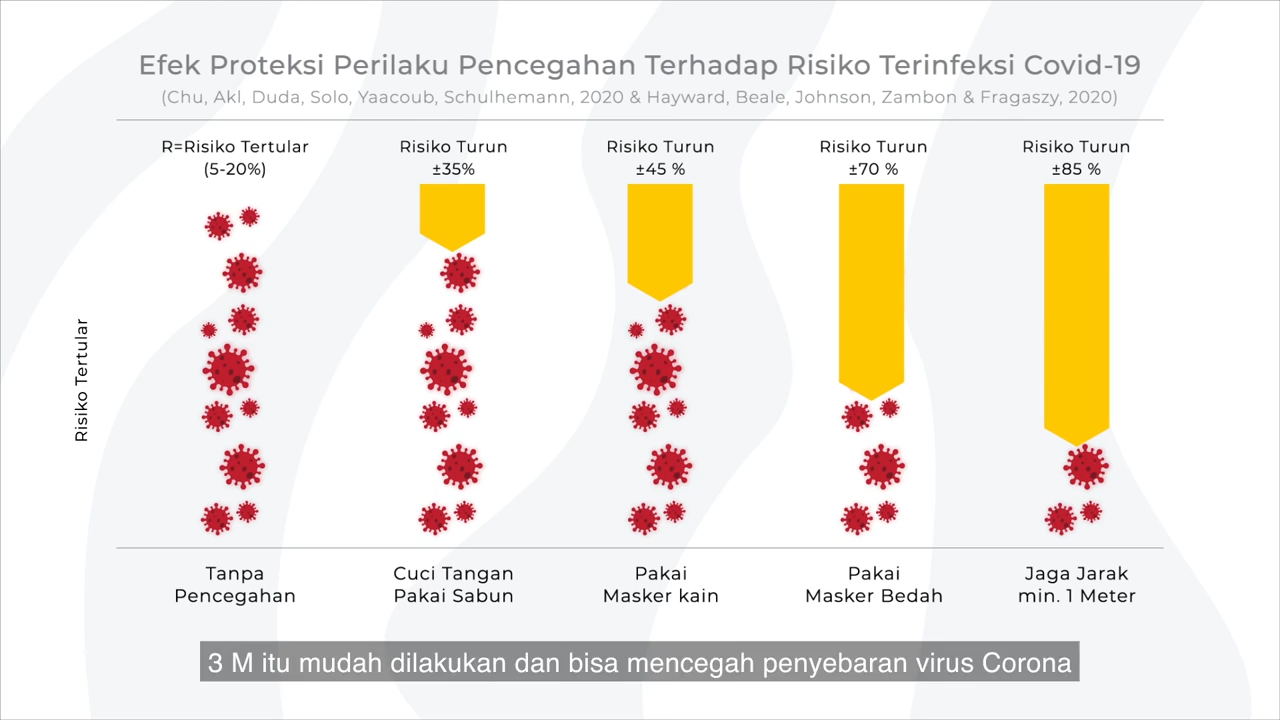 Efek Proteksi Perilaku Pencegahan Terhadap Risiko Terinfeksi Covid-19
(Chu, Akl, Duda, Solo, Yaacoub, Schulhemann, 2020 & Hayward, Beale, Johnson, Zambon & Fragaszy, 2020)
R=Risiko Tertular
(5-20%)
Risiko Turun
±35%
Risiko Turun
±45 %
Risiko Turun
±70 %
Risiko Turun
±85 %
Risiko Tertular
Tanpa
Pencegahan
Cuci Tangan
Pakai Sabun
Pakai
Masker kain
Pakai
Masker Bedah
Jaga Jarak
min. 1 Meter
3 M itu mudah dilakukan dan bisa mencegah penyebaran virus Corona